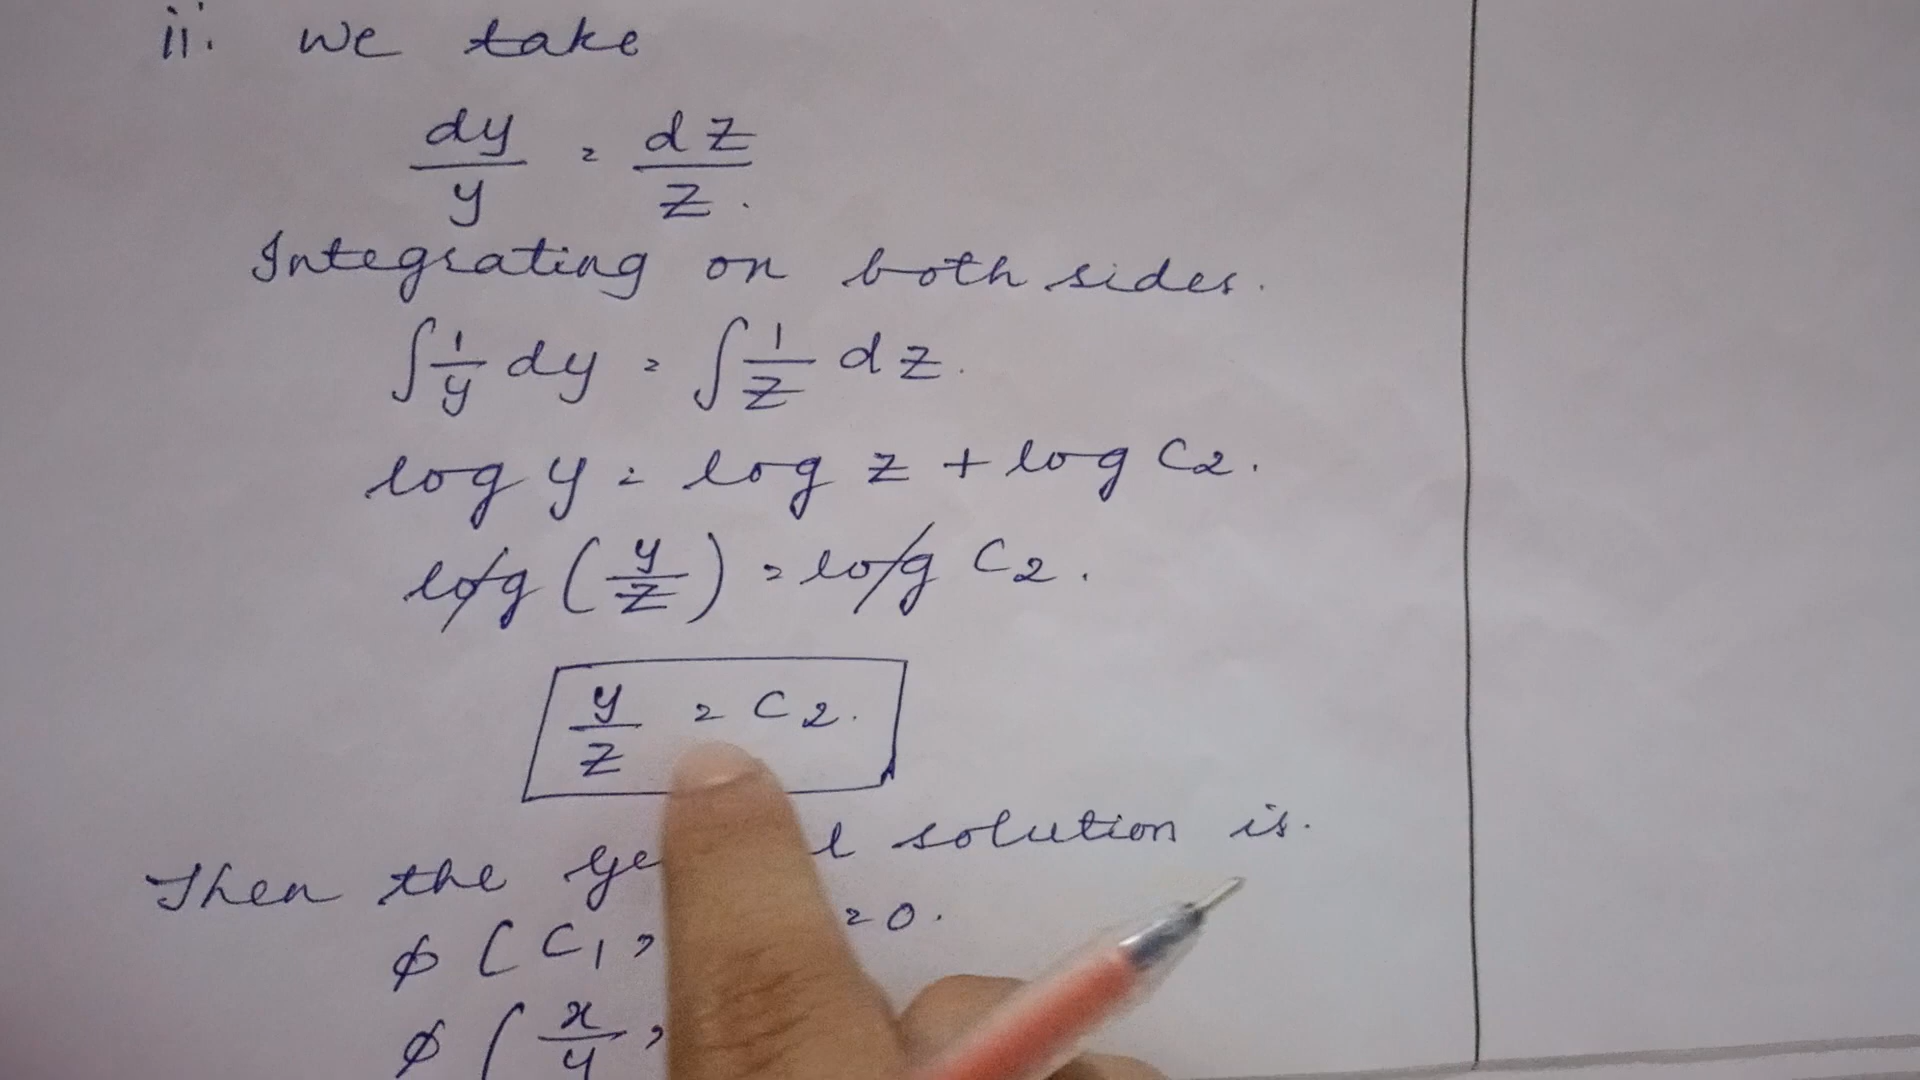 ii. We take
dy/y = dz/z.
Integrating on both sides.
∫ 1/y dy = ∫ 1/z dz.
log y = log z + log C2.
log (y/z) = log C2.
y/z = C2.
Then the solution is.
φ (C1, =0.
φ ( x/y,